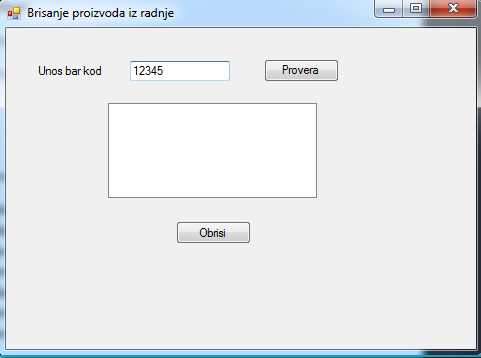 Brisanje proizvoda iz radnje
Unos bar kod 12345 Provera
Obrisi